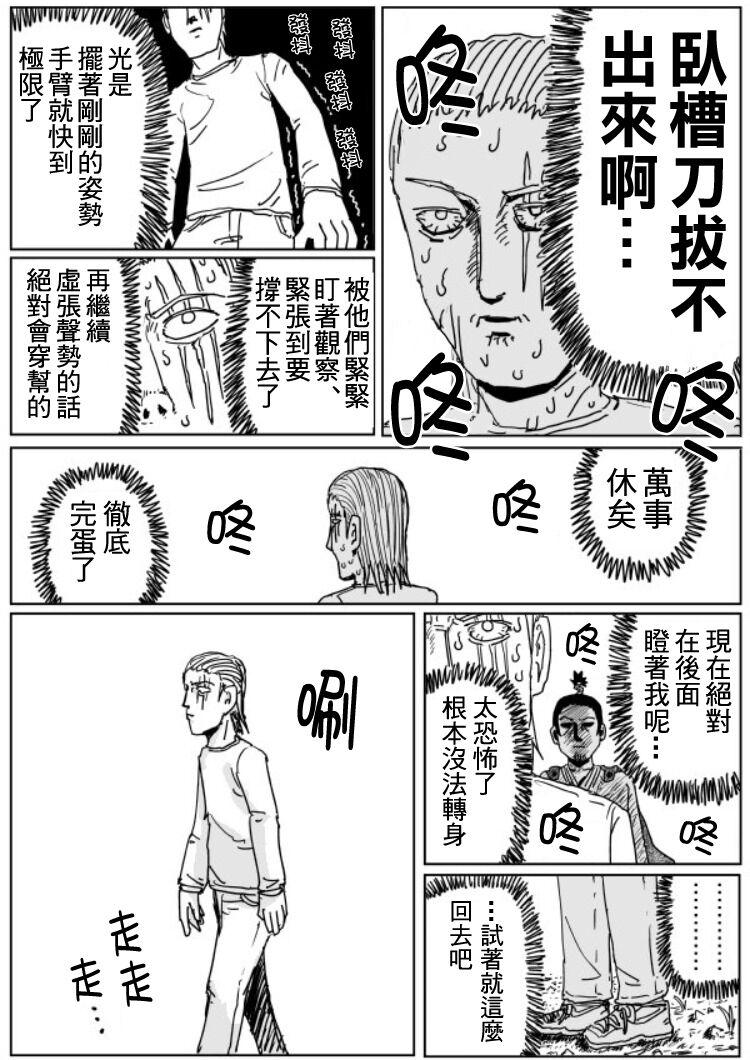 臥槽刀拔不
出來啊…
咚
咚
咚
發抖
發抖
發抖
發抖
發抖
光是
擺著剛剛的姿勢
手臂就快到
極限了
被他們緊緊
盯著觀察、
緊張到要
撐不下去了
再繼續
虛張聲勢的話
絕對會穿幫的
萬事
休矣
咚
咚
徹底
完蛋了
現在絕對
在後面
瞪著我呢…
咚
咚
咚
太恐怖了
根本沒法轉身
…………
…試著就這麼
回去吧
唰
走
走
走…